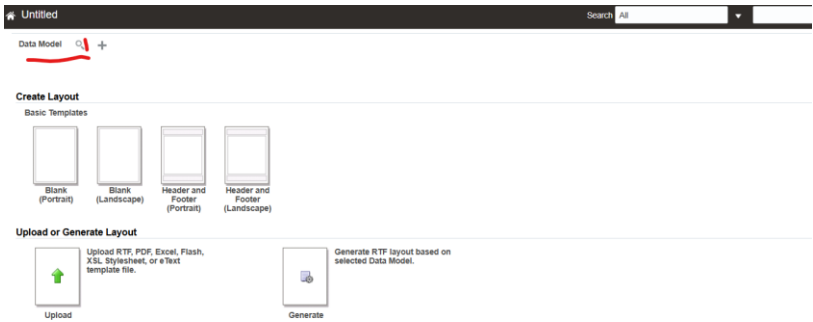 Untitled
Search All
Data Model
Create Layout
Basic Templates
Blank
(Portrait)
Blank
(Landscape)
Header and
Footer
(Portrait)
Header and
Footer
(Landscape)
Upload or Generate Layout
Upload RTF, PDF, Excel, Flash,
XSL Stylesheet, or eText
template file.
Upload
Generate RTF layout based on
selected Data Model.
Generate